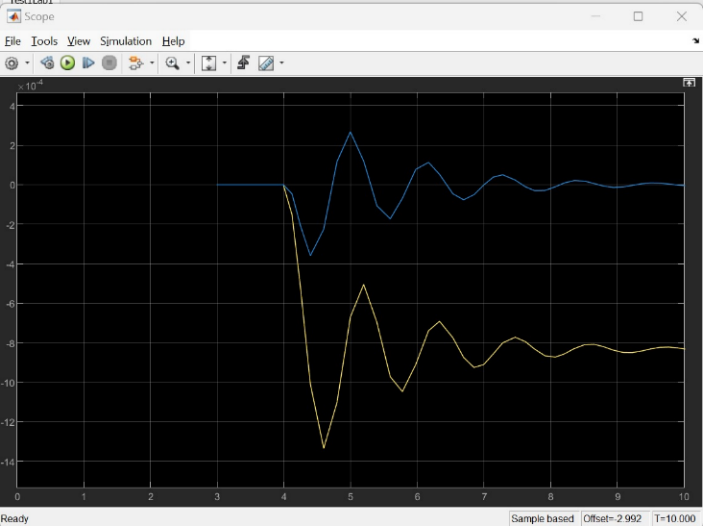 Scope
File Tools View Simulation Help
×10⁻⁴
4
2
0
-2
-4
-6
-8
-10
-12
-14
0 1 2 3 4 5 6 7 8 9 10
Ready Sample based Offset=-2.992 T=10.000